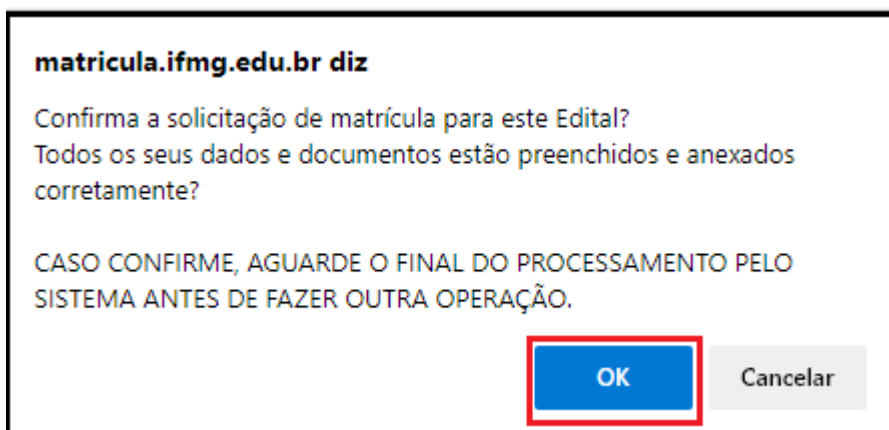 matricula.ifmg.edu.br diz
Confirma a solicitação de matrícula para este Edital?
Todos os seus dados e documentos estão preenchidos e anexados
corretamente?
CASO CONFIRME, AGUARDE O FINAL DO PROCESSAMENTO PELO
SISTEMA ANTES DE FAZER OUTRA OPERAÇÃO.
OK
Cancelar